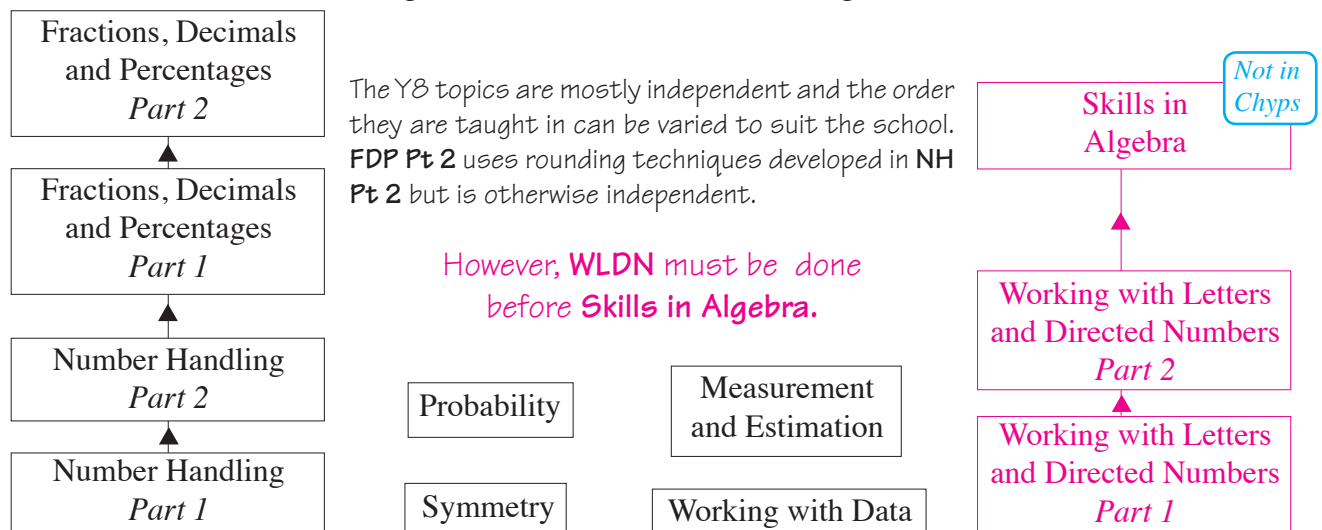 Fractions, Decimals
and Percentages
Part 2
Fractions, Decimals
and Percentages
Part 1
Number Handling
Part 2
Number Handling
Part 1
The Y8 topics are mostly independent and the order
they are taught in can be varied to suit the school.
FDP Pt 2 uses rounding techniques developed in NH
Pt 2 but is otherwise independent.
However, WLDN must be done
before Skills in Algebra.
Probability
Measurement
and Estimation
Symmetry
Working with Data
Not in
Chyps
Skills in
Algebra
Working with Letters
and Directed Numbers
Part 2
Working with Letters
and Directed Numbers
Part 1